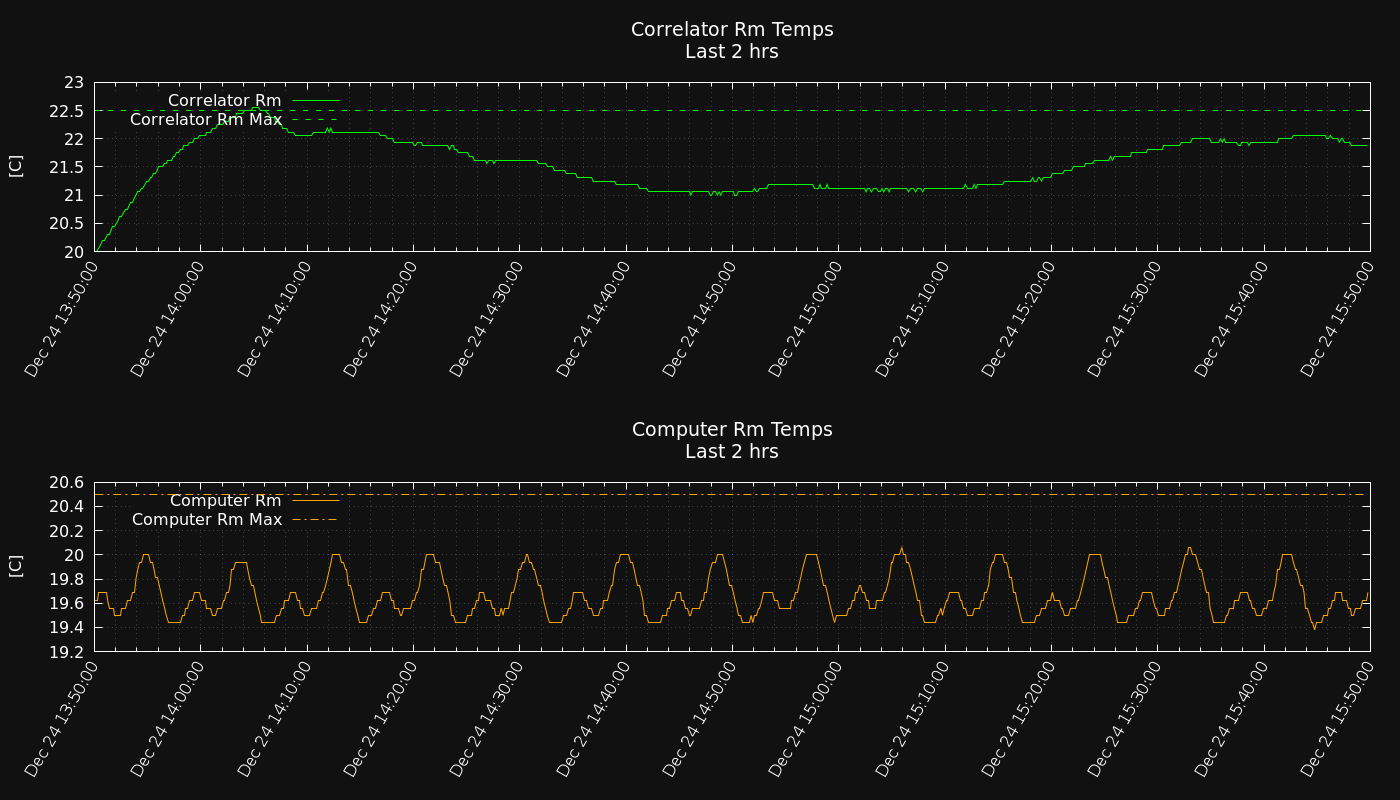 Correlator Rm Temps
Last 2 hrs
[C]
23
22.5
22
21.5
21
20.5
20
Correlator Rm
Correlator Rm Max
Dec 24 13:50:00
Dec 24 14:00:00
Dec 24 14:10:00
Dec 24 14:20:00
Dec 24 14:30:00
Dec 24 14:40:00
Dec 24 14:50:00
Dec 24 15:00:00
Dec 24 15:10:00
Dec 24 15:20:00
Dec 24 15:30:00
Dec 24 15:40:00
Dec 24 15:50:00
Computer Rm Temps
Last 2 hrs
[C]
20.6
20.4
20.2
20
19.8
19.6
19.4
19.2
Computer Rm
Computer Rm Max
Dec 24 13:50:00
Dec 24 14:00:00
Dec 24 14:10:00
Dec 24 14:20:00
Dec 24 14:30:00
Dec 24 14:40:00
Dec 24 14:50:00
Dec 24 15:00:00
Dec 24 15:10:00
Dec 24 15:20:00
Dec 24 15:30:00
Dec 24 15:40:00
Dec 24 15:50:00